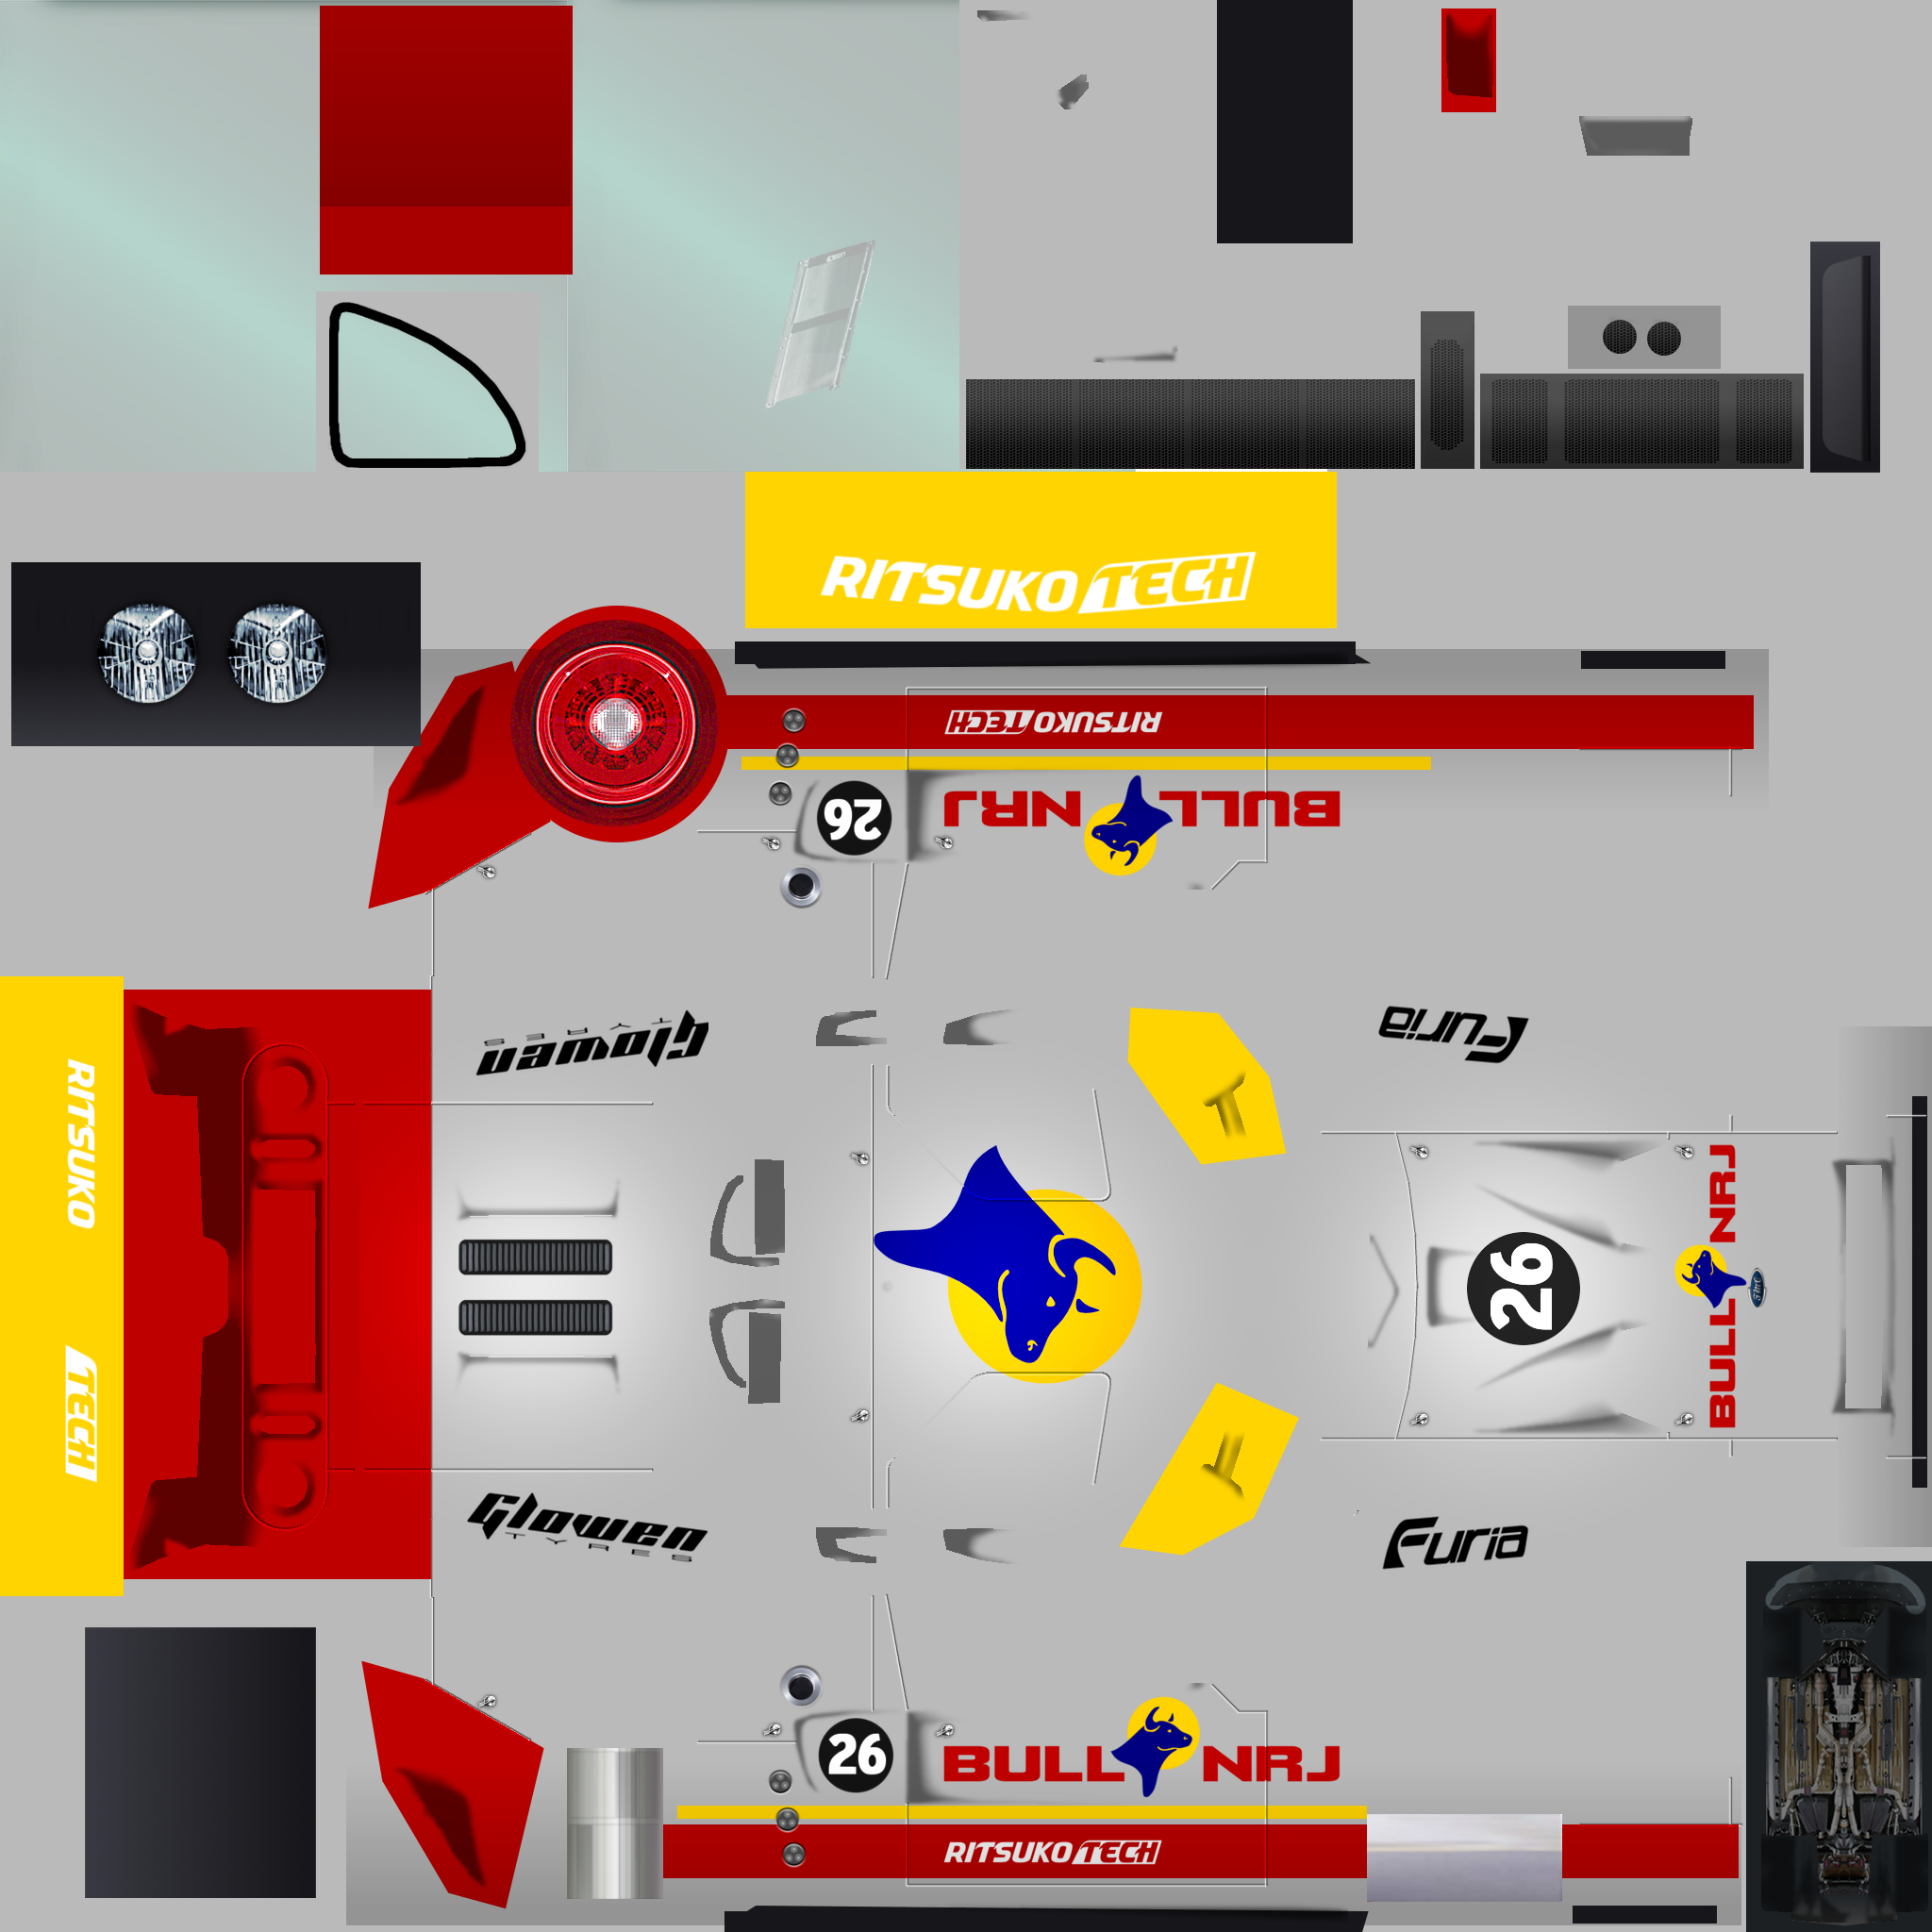 RITSUKO TECH
RITSUKO TECH
26
BULL NRJ
Glowen
TYRES
Furia
RITSUKO
TECH
26
BULL NRJ
Glowen
TYRES
Furia
26
BULL NRJ
RITSUKO TECH